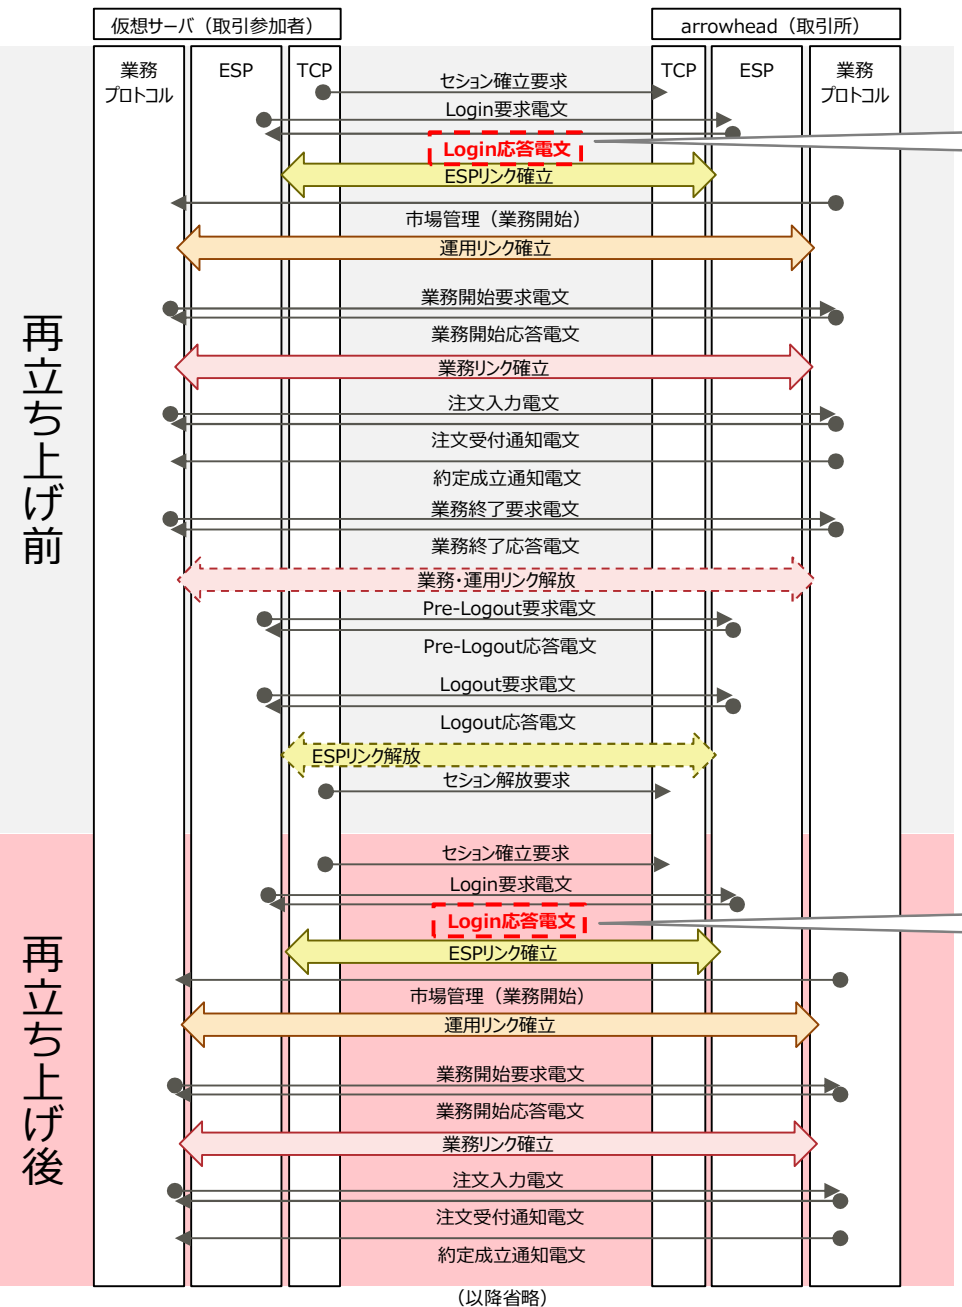 仮想サーバ（取引参加者）
arrowhead（取引所）
業務
プロトコル
ESP
TCP
TCP
ESP
業務
プロトコル
再立ち上げ前
セション確立要求
Login要求電文
Login応答電文
ESPリンク確立
市場管理（業務開始）
運用リンク確立
業務開始要求電文
業務開始応答電文
業務リンク確立
注文入力電文
注文受付通知電文
約定成立通知電文
業務終了要求電文
業務終了応答電文
業務・運用リンク解放
Pre-Logout要求電文
Pre-Logout応答電文
Logout要求電文
Logout応答電文
ESPリンク解放
セション解放要求
再立ち上げ後
セション確立要求
Login要求電文
Login応答電文
ESPリンク確立
市場管理（業務開始）
運用リンク確立
業務開始要求電文
業務開始応答電文
業務リンク確立
注文入力電文
注文受付通知電文
約定成立通知電文
（以降省略）